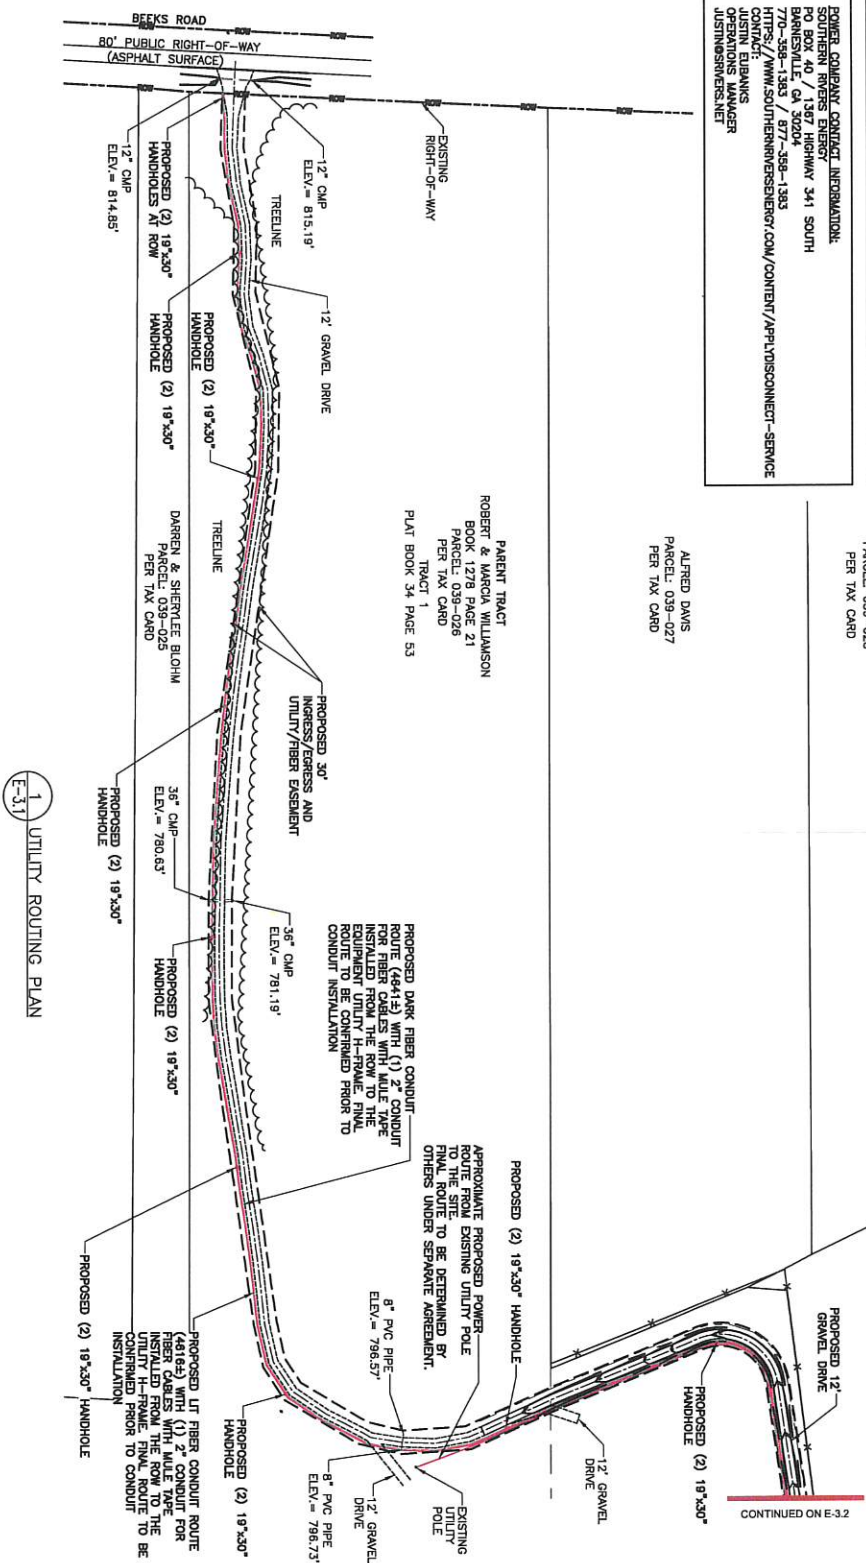 POWER COMPANY CONTACT INFORMATION:
SOUTHERN RIVERS ENERGY
PO BOX 40 / 1367 HIGHWAY 341 SOUTH
BARNESVILLE, GA 30204
770-358-1383 / 877-358-1383
HTTPS://WWW.SOUTHERNRIVERSENERGY.COM/CONTENT/APPLYDISCONNECT-SERVICE
CONTACT:
JUSTIN EUBANKS
OPERATIONS MANAGER
JUSTIN@SRIVERS.NET
PER TAX CARD
ALFRED DAVIS
PARCEL: 039-027
PER TAX CARD
BEEKS ROAD
80' PUBLIC RIGHT-OF-WAY
(ASPHALT SURFACE)
ROW
ROW
ROW
ROW
ROW
ROW
ROW
ROW
EXISTING
RIGHT-OF-WAY
12" CMP
ELEV.= 815.19'
TREELINE
12' GRAVEL DRIVE
12" CMP
ELEV.= 814.85'
PROPOSED (2) 19"x30"
HANDHOLES AT ROW
PROPOSED (2) 19"x30"
HANDHOLE
PROPOSED (2) 19"x30"
HANDHOLE
PARENT TRACT
ROBERT & MARCIA WILLIAMSON
BOOK 1278 PAGE 21
PARCEL: 039-026
PER TAX CARD
TRACT 1
PLAT BOOK 34 PAGE 53
TREELINE
DARREN & SHERYLEE BLOHM
PARCEL: 039-025
PER TAX CARD
PROPOSED 30'
INGRESS/EGRESS AND
UTILITY/FIBER EASEMENT
PROPOSED (2) 19"x30"
HANDHOLE
36" CMP
ELEV.= 780.63'
36" CMP
ELEV.= 781.19'
PROPOSED (2) 19"x30"
HANDHOLE
PROPOSED DARK FIBER CONDUIT
ROUTE (4641±) WITH (1) 2" CONDUIT
FOR FIBER CABLES WITH MULE TAPE
INSTALLED FROM THE ROW TO THE
EQUIPMENT UTILITY H-FRAME. FINAL
ROUTE TO BE CONFIRMED PRIOR TO
CONDUIT INSTALLATION
PROPOSED (2) 19"x30" HANDHOLE
APPROXIMATE PROPOSED POWER
ROUTE FROM EXISTING UTILITY POLE
TO THE SITE.
FINAL ROUTE TO BE DETERMINED BY
OTHERS UNDER SEPARATE AGREEMENT.
8" PVC PIPE
ELEV.= 796.57'
PROPOSED (2) 19"x30" HANDHOLE
PROPOSED LIT FIBER CONDUIT ROUTE
(4616±) WITH (1) 2" CONDUIT FOR
FIBER CABLES WITH MULE TAPE
INSTALLED FROM THE ROW TO THE
UTILITY H-FRAME. FINAL ROUTE TO BE
CONFIRMED PRIOR TO CONDUIT
INSTALLATION
PROPOSED (2) 19"x30"
HANDHOLE
8" PVC PIPE
ELEV.= 796.73'
12' GRAVEL
DRIVE
EXISTING
UTILITY
POLE
12' GRAVEL
DRIVE
PROPOSED (2) 19"x30"
HANDHOLE
PROPOSED 12'
GRAVEL DRIVE
CONTINUED ON E-3.2
1
E-3.1
UTILITY ROUTING PLAN